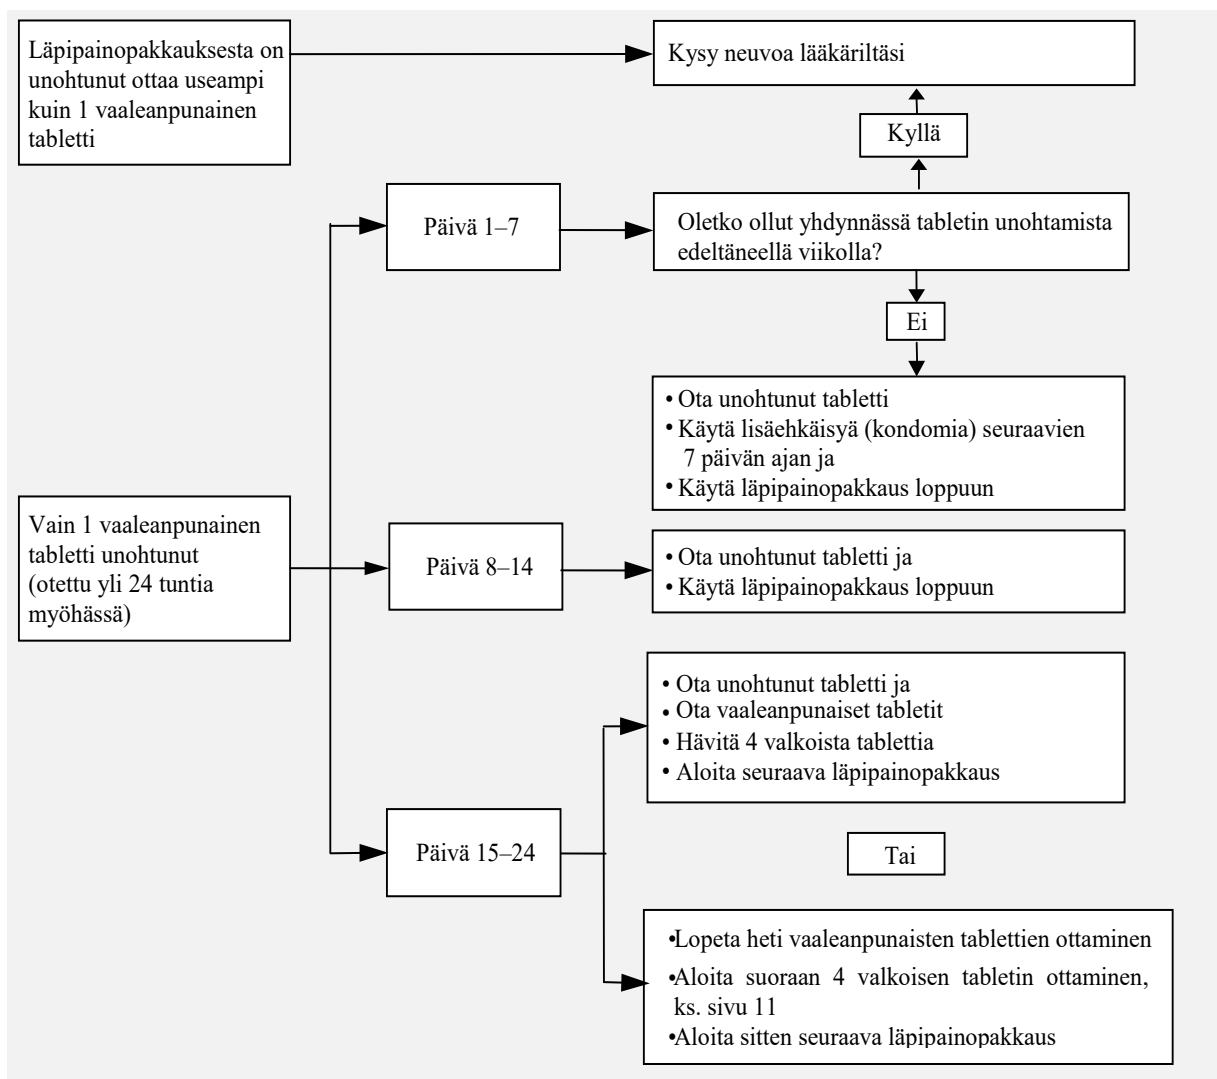 Läpipainopakkauksesta on
unohtunut ottaa useampi
kuin 1 vaaleanpunainen
tabletti
Kysy neuvoa lääkäriltäsi
Kyllä
Päivä 1–7
Oletko ollut yhdynnässä tabletin unohtamista
edeltäneellä viikolla?
Ei
• Ota unohtunut tabletti
• Käytä lisäehkäisyä (kondomia) seuraavien
7 päivän ajan ja
• Käytä läpipainopakkaus loppuun
Vain 1 vaaleanpunainen
tabletti unohtunut
(otettu yli 24 tuntia
myöhässä)
Päivä 8–14
• Ota unohtunut tabletti ja
• Käytä läpipainopakkaus loppuun
• Ota unohtunut tabletti ja
• Ota vaaleanpunaiset tabletit
• Hävitä 4 valkoista tablettia
• Aloita seuraava läpipainopakkaus
Päivä 15–24
Tai
•Lopeta heti vaaleanpunaisten tablettien ottaminen
•Aloita suoraan 4 valkoisen tabletin ottaminen,
ks. sivu 11
•Aloita sitten seuraava läpipainopakkaus